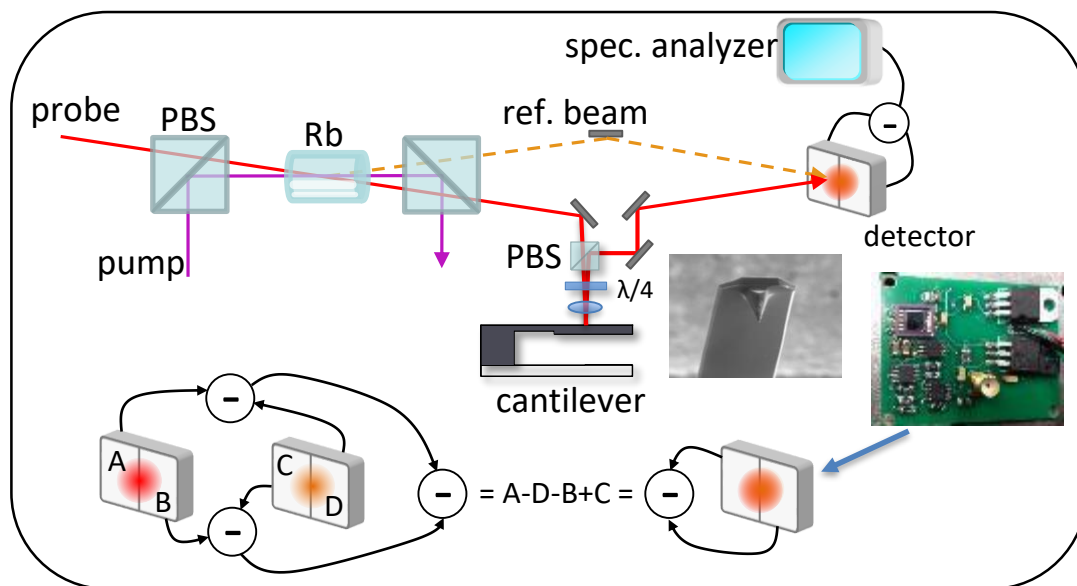 spec. analyzer
probe
PBS
Rb
ref. beam
-
detector
pump
PBS
λ/4
cantilever
-
A
B
C
D
-
-
= A-D-B+C =
-